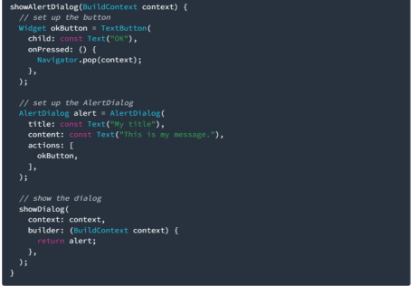 showAlertDialog(BuildContext context) {
  // set up the button
  Widget okButton = TextButton(
    child: const Text("OK"),
    onPressed: () {
      Navigator.pop(context);
    },
  );

  // set up the AlertDialog
  AlertDialog alert = AlertDialog(
    title: const Text("My title"),
    content: const Text("This is my message."),
    actions: [
      okButton,
    ],
  );

  // show the dialog
  showDialog(
    context: context,
    builder: (BuildContext context) {
      return alert;
    },
  );
}